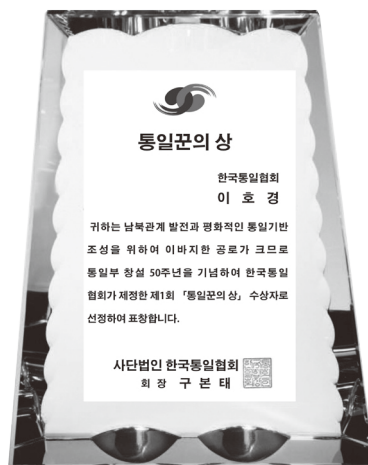 통일꾼의 상
한국통일협회
이 호 경
귀하는 남북관계 발전과 평화적인 통일기반
조성을 위하여 이바지한 공로가 크므로
통일부 창설 50주년을 기념하여 한국통일
협회가 제정한 제1회 「통일꾼의 상」 수상자로
선정하여 표창합니다.
사단법인 한국통일협회
회 장 구 본 태